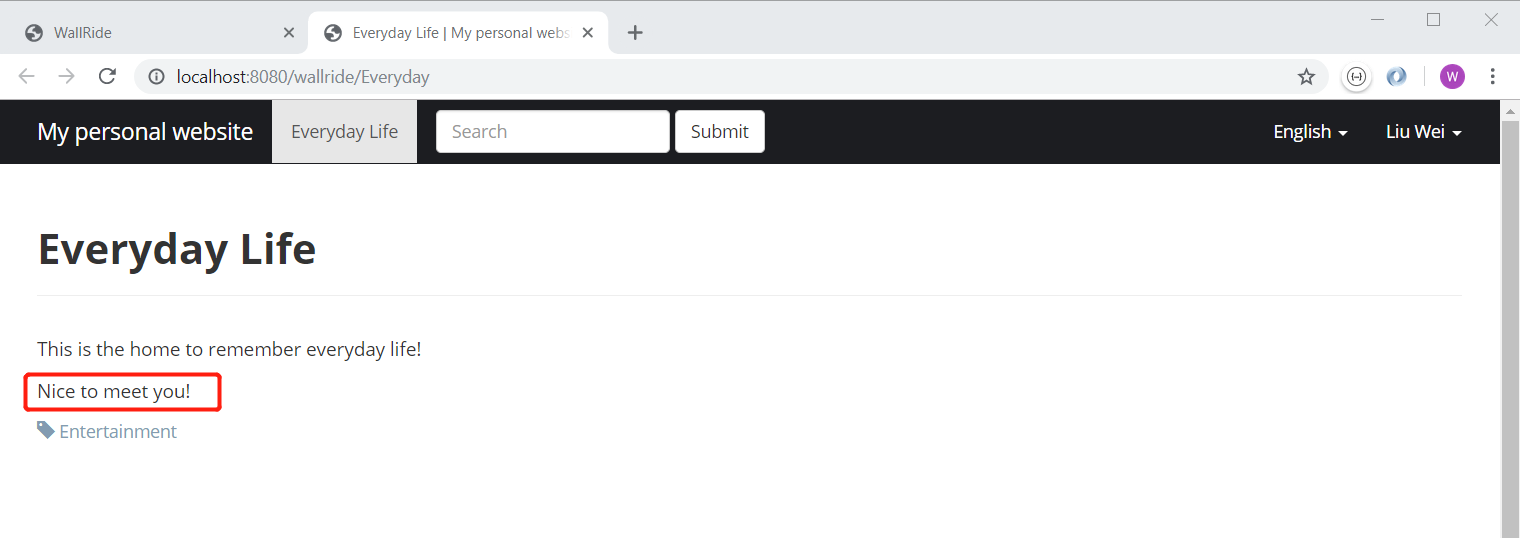 WallRide
Everyday Life | My personal webs
localhost:8080/wallride/Everyday
W
My personal website
Everyday Life
Search
Submit
English
Liu Wei
Everyday Life
This is the home to remember everyday life!
Nice to meet you!
Entertainment